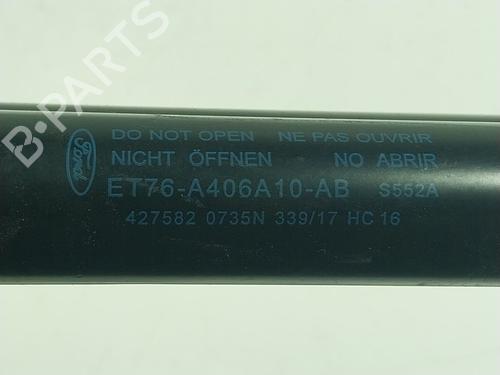 DO NOT OPEN NE PAS OUVRIR
NICHT ÖFFNEN NO ABRIR
Ford ET76-A406A10-AB S552A
427582 0735N 339/17 HC 16
B-PARTS